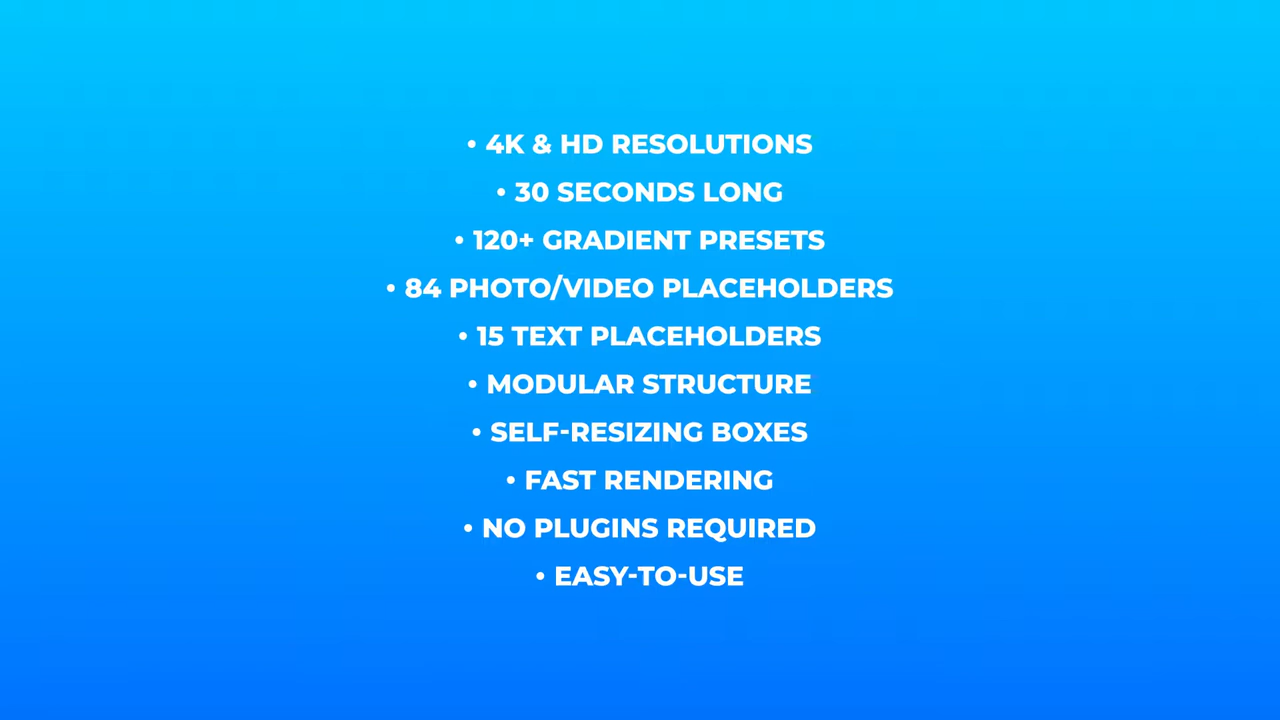 • 4K & HD RESOLUTIONS
• 30 SECONDS LONG
• 120+ GRADIENT PRESETS
• 84 PHOTO/VIDEO PLACEHOLDERS
• 15 TEXT PLACEHOLDERS
• MODULAR STRUCTURE
• SELF-RESIZING BOXES
• FAST RENDERING
• NO PLUGINS REQUIRED
• EASY-TO-USE